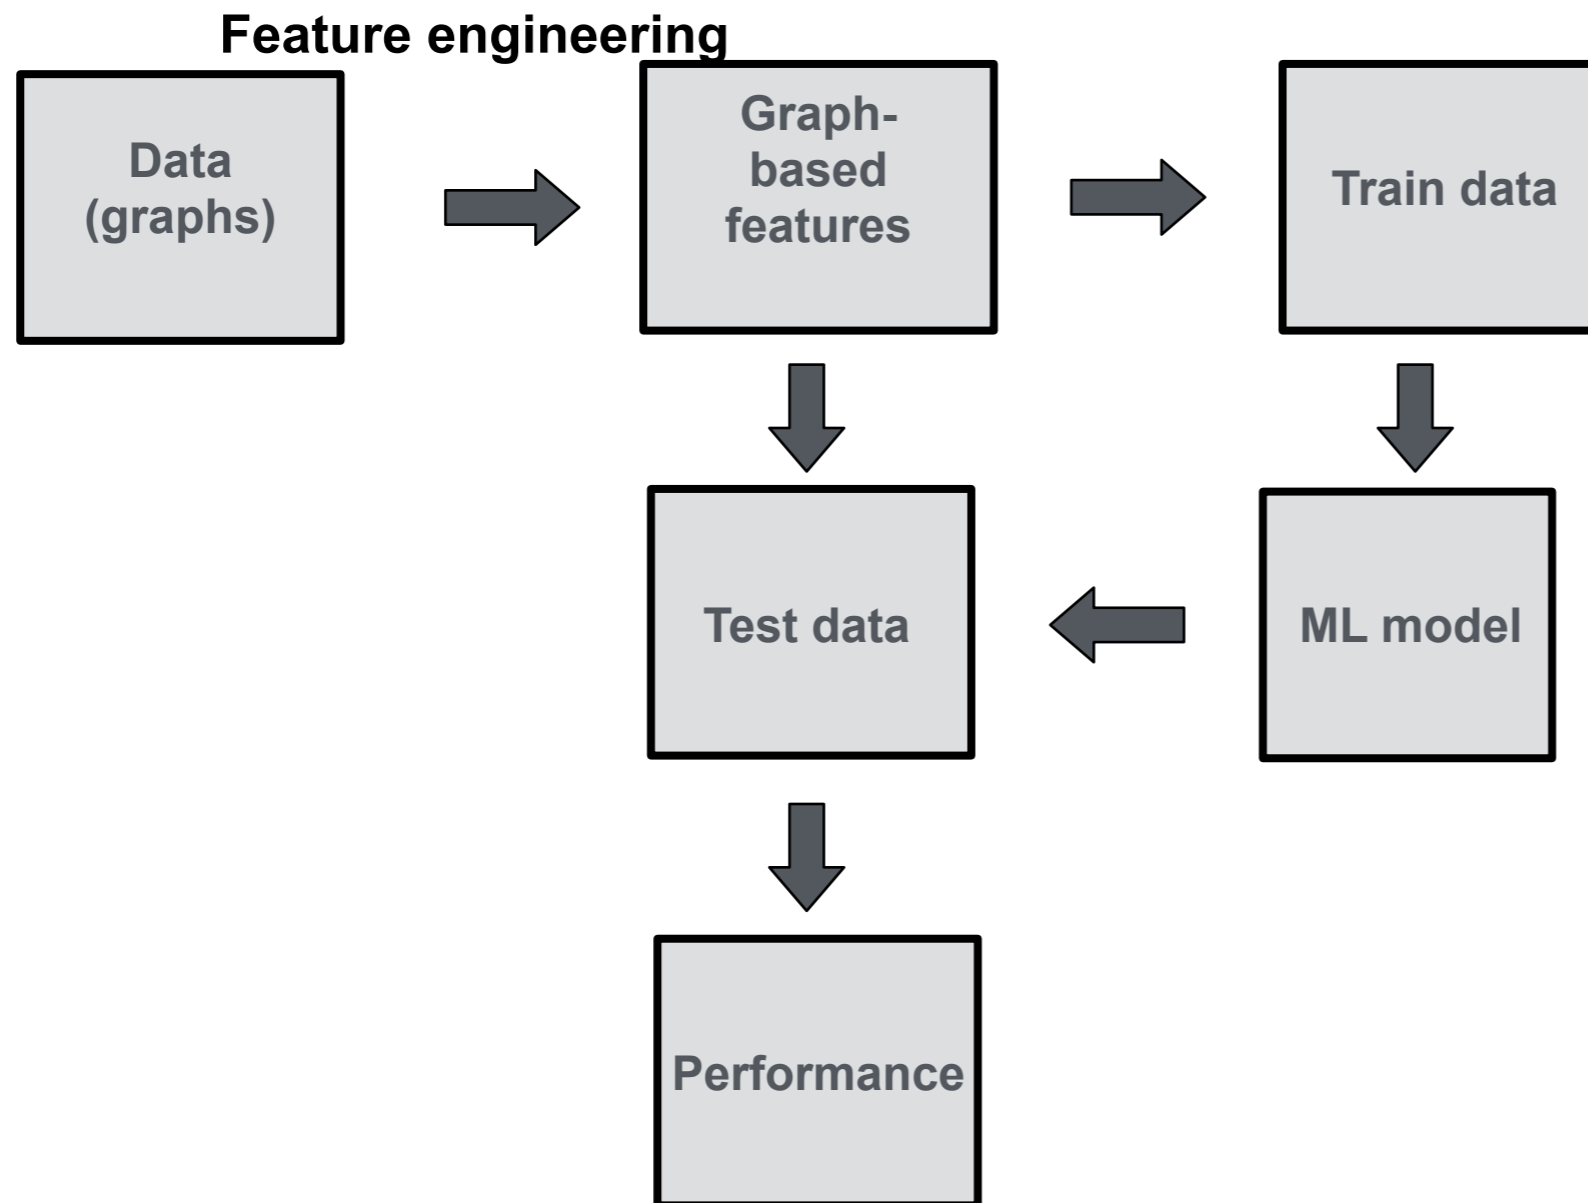 Feature engineering
Data
(graphs)
Graph-
based
features
Train data
Test data
ML model
Performance